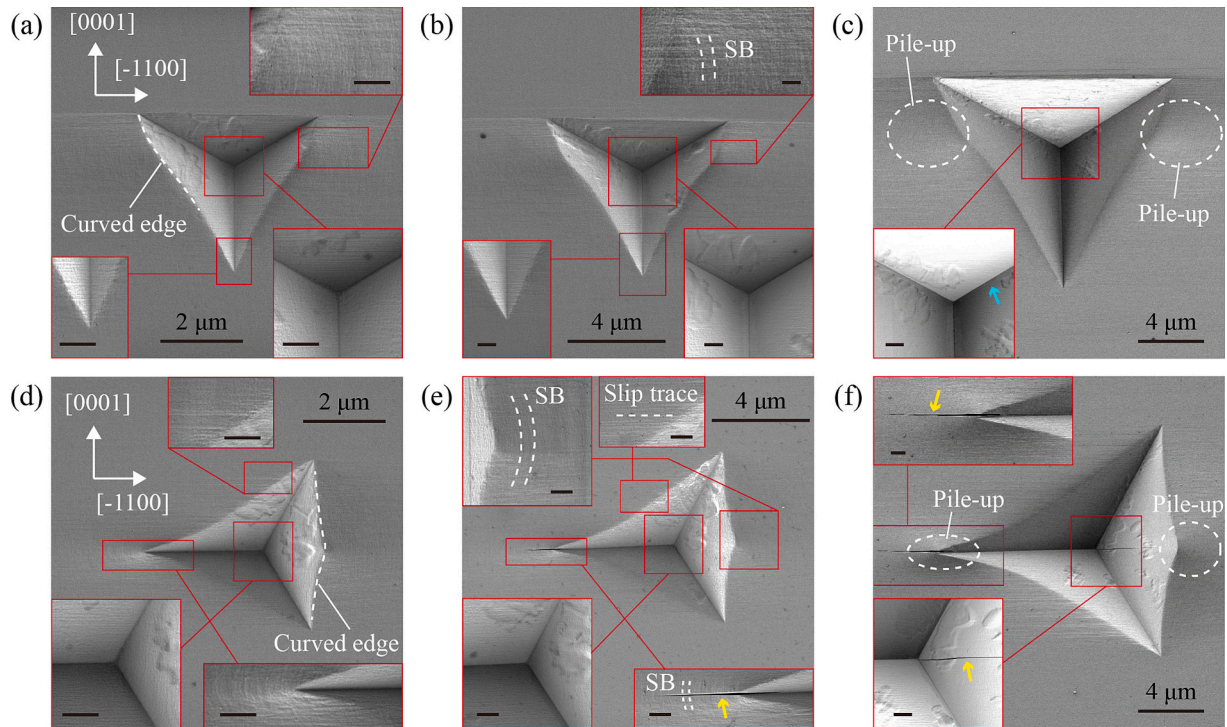 (a)
[0001]
[-1100]
Curved edge
2 μm
(b)
SB
4 μm
(c)
Pile-up
Pile-up
4 μm
(d)
[0001]
[-1100]
2 μm
Curved edge
(e)
SB
Slip trace
4 μm
SB
(f)
Pile-up
Pile-up
4 μm